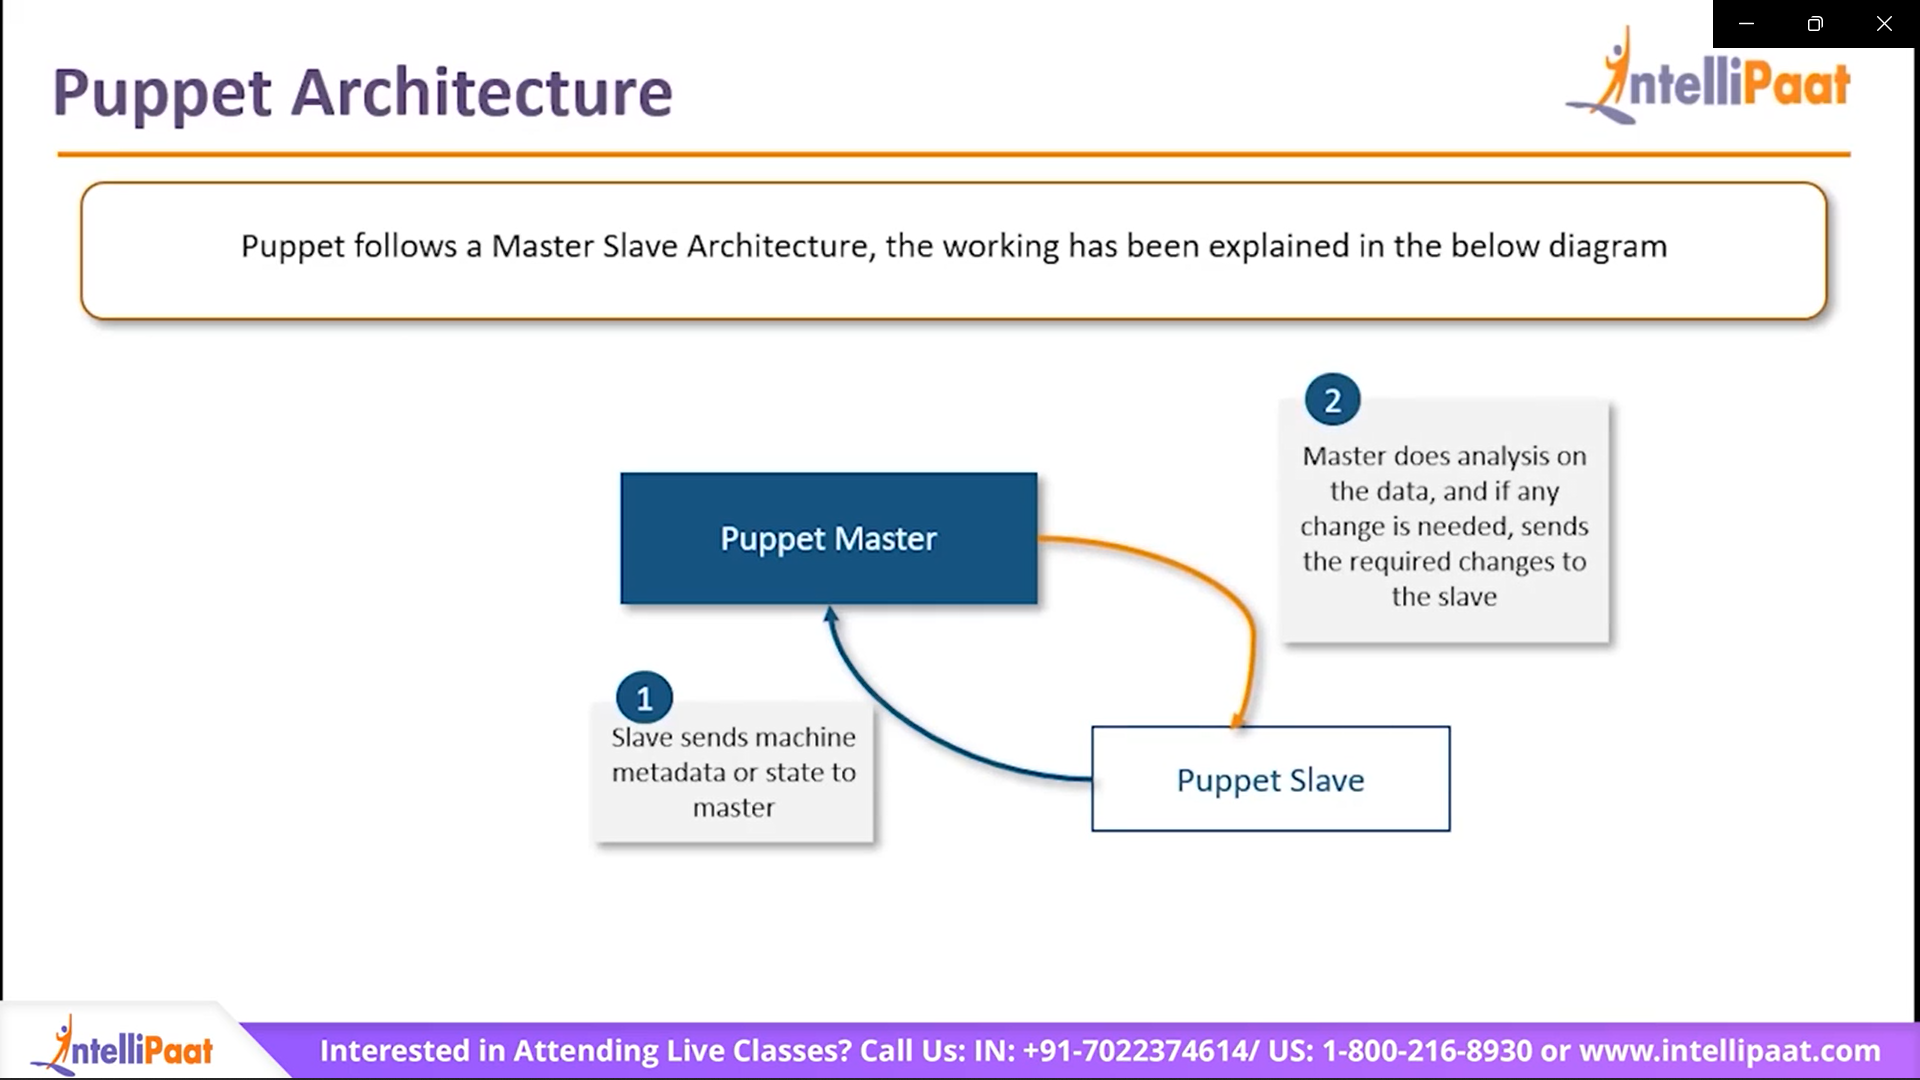 Puppet Architecture
IntelliPaat
Puppet follows a Master Slave Architecture, the working has been explained in the below diagram
2
Master does analysis on
the data, and if any
change is needed, sends
the required changes to
the slave
Puppet Master
1
Slave sends machine
metadata or state to
master
Puppet Slave
IntelliPaat
Interested in Attending Live Classes? Call Us: IN: +91-7022374614/ US: 1-800-216-8930 or www.intellipaat.com